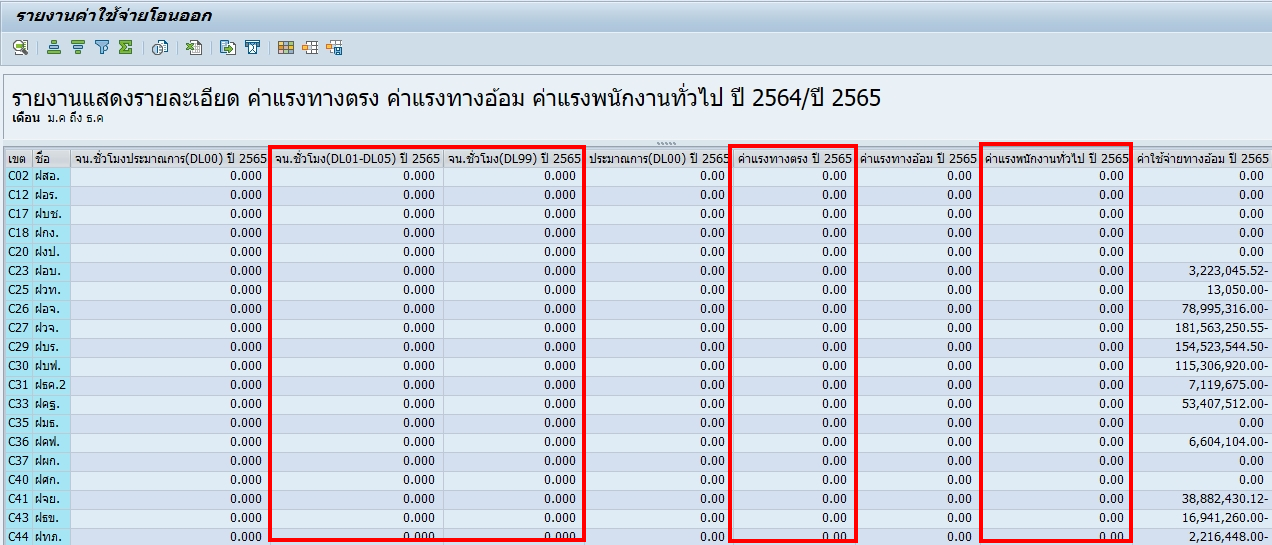 รายงานค่าใช้จ่ายโอนออก
รายงานแสดงรายละเอียด ค่าแรงทางตรง ค่าแรงทางอ้อม ค่าแรงพนักงานทั่วไป ปี 2564/ปี 2565
เดือน ม.ค ถึง ธ.ค
เขต ชื่อ จน.ชั่วโมงประมาณการ(DL00) ปี 2565 จน.ชั่วโมง(DL01-DL05) ปี 2565 จน.ชั่วโมง(DL99) ปี 2565 ประมาณการ(DL00) ปี 2565 ค่าแรงทางตรง ปี 2565 ค่าแรงทางอ้อม ปี 2565 ค่าแรงพนักงานทั่วไป ปี 2565 ค่าใช้จ่ายทางอ้อม ปี 2565
C02 ฝสอ. 0.000 0.000 0.000 0.00 0.00 0.00 0.00 0.00
C12 ฝอร. 0.000 0.000 0.000 0.00 0.00 0.00 0.00 0.00
C17 ฝบช. 0.000 0.000 0.000 0.00 0.00 0.00 0.00 0.00
C18 ฝกง. 0.000 0.000 0.000 0.00 0.00 0.00 0.00 0.00
C20 ฝงป. 0.000 0.000 0.000 0.00 0.00 0.00 0.00 0.00
C23 ฝอบ. 0.000 0.000 0.000 0.00 0.00 0.00 0.00 3,223,045.52-
C25 ฝวท. 0.000 0.000 0.000 0.00 0.00 0.00 0.00 13,050.00-
C26 ฝอจ. 0.000 0.000 0.000 0.00 0.00 0.00 0.00 78,995,316.00-
C27 ฝวจ. 0.000 0.000 0.000 0.00 0.00 0.00 0.00 181,563,250.55-
C29 ฝบร. 0.000 0.000 0.000 0.00 0.00 0.00 0.00 154,523,544.50-
C30 ฝบฟ. 0.000 0.000 0.000 0.00 0.00 0.00 0.00 115,306,920.00-
C31 ฝธค.2 0.000 0.000 0.000 0.00 0.00 0.00 0.00 7,119,675.00-
C33 ฝคฐ. 0.000 0.000 0.000 0.00 0.00 0.00 0.00 53,407,512.00-
C35 ฝมธ. 0.000 0.000 0.000 0.00 0.00 0.00 0.00 0.00
C36 ฝคฟ. 0.000 0.000 0.000 0.00 0.00 0.00 0.00 6,604,104.00-
C37 ฝผก. 0.000 0.000 0.000 0.00 0.00 0.00 0.00 0.00
C40 ฝศก. 0.000 0.000 0.000 0.00 0.00 0.00 0.00 0.00
C41 ฝจย. 0.000 0.000 0.000 0.00 0.00 0.00 0.00 38,882,430.12-
C43 ฝธข. 0.000 0.000 0.000 0.00 0.00 0.00 0.00 16,941,260.00-
C44 ฝทภ. 0.000 0.000 0.000 0.00 0.00 0.00 0.00 2,216,448.00-